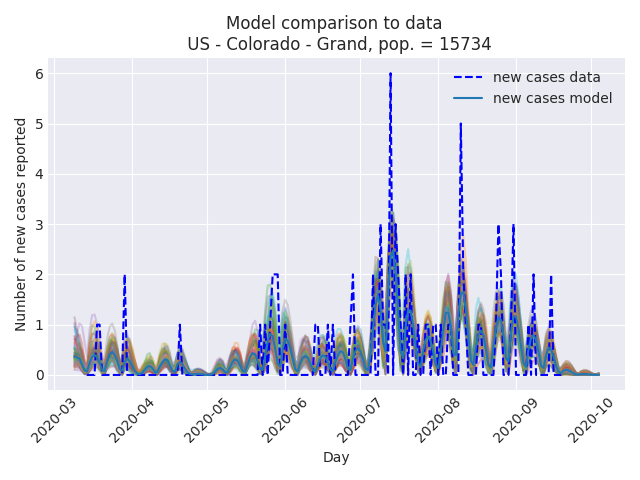 Model comparison to data
US - Colorado - Grand, pop. = 15734
new cases data
new cases model
Number of new cases reported
6
5
4
3
2
1
0
2020-03
2020-04
2020-05
2020-06
2020-07
2020-08
2020-09
2020-10
Day